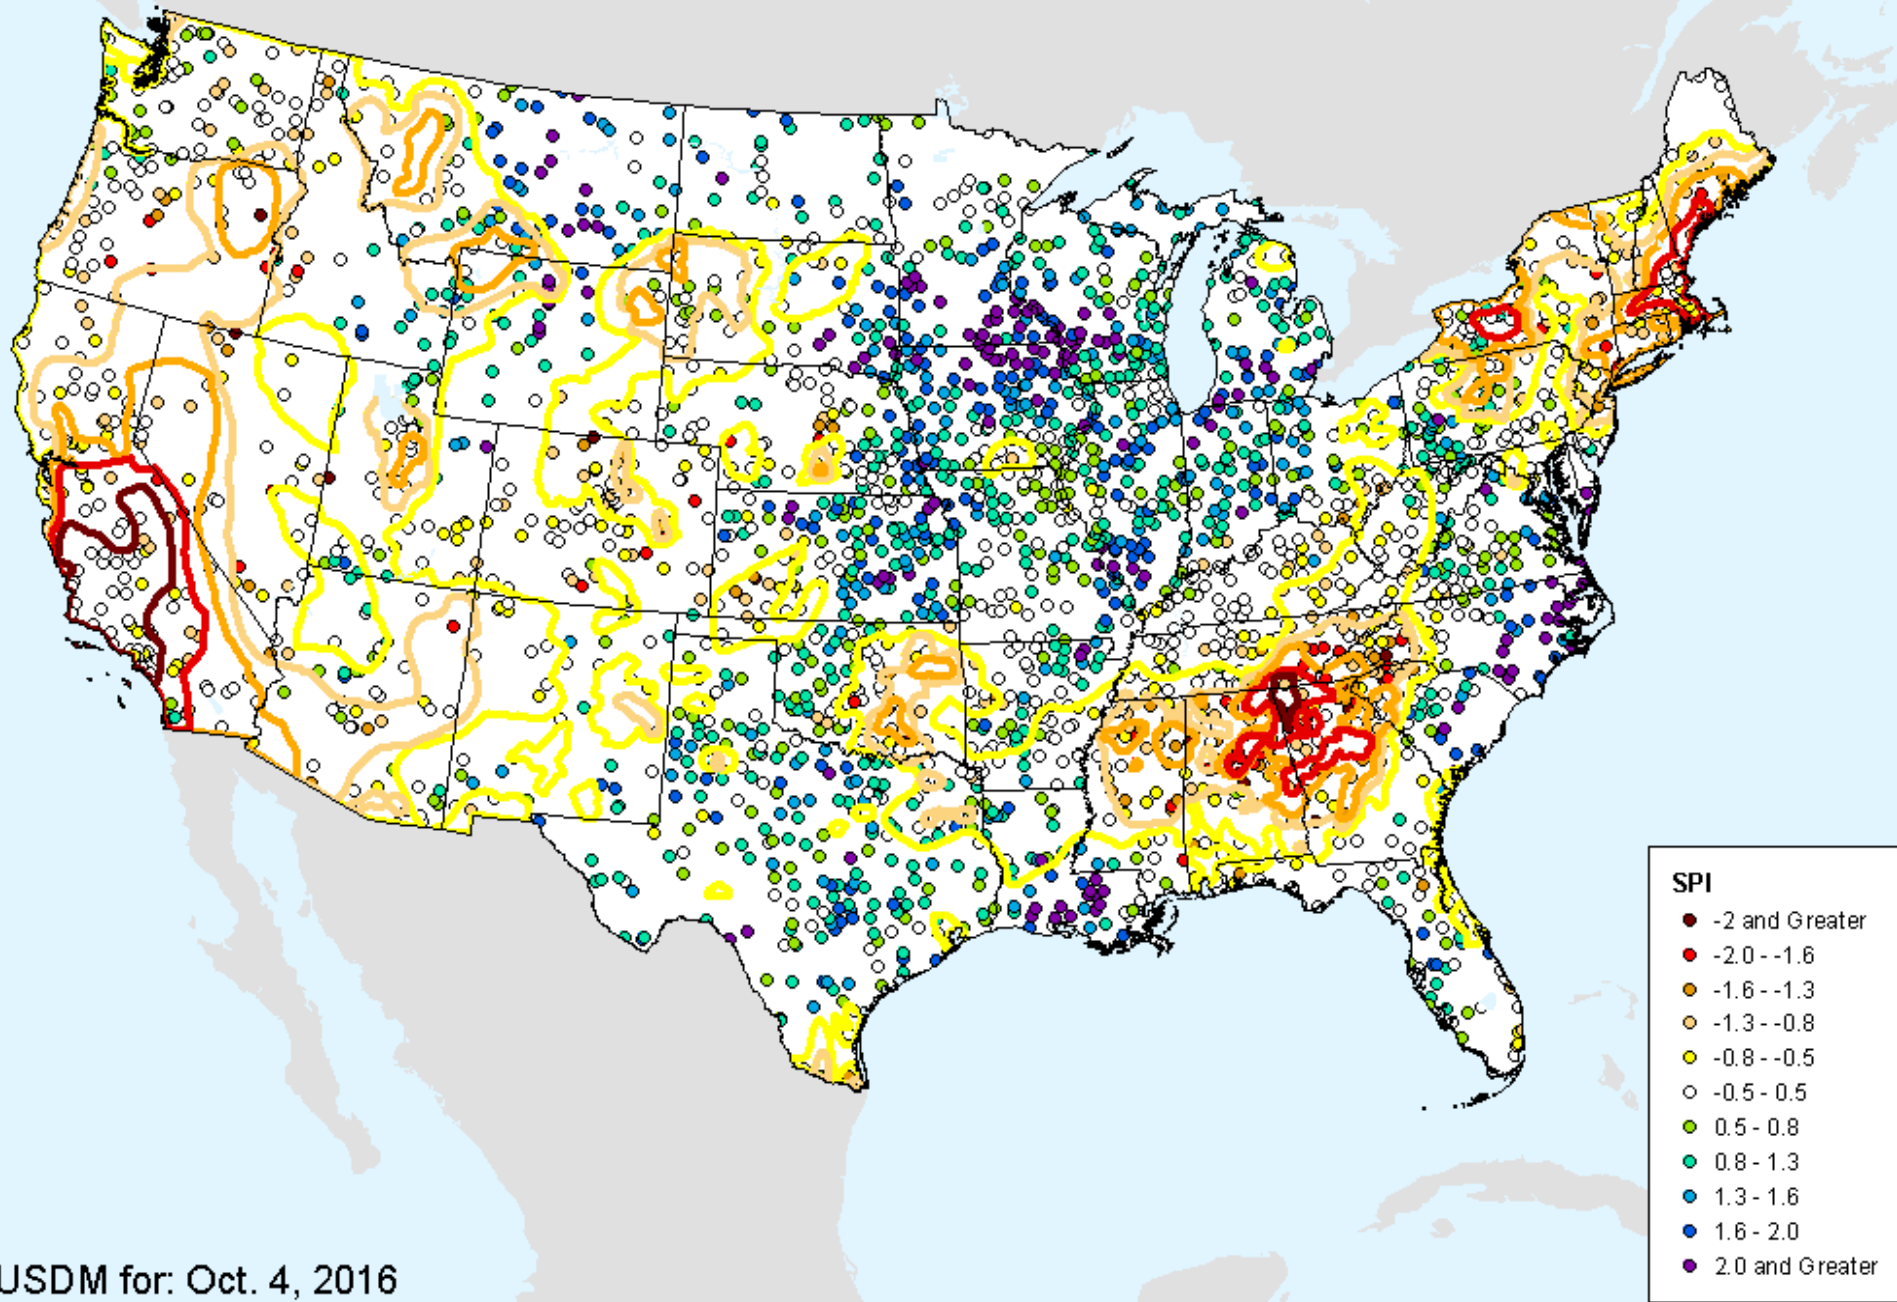 SPI
-2 and Greater
-2.0 - -1.6
-1.6 - -1.3
-1.3 - -0.8
-0.8 - -0.5
-0.5 - 0.5
0.5 - 0.8
0.8 - 1.3
1.3 - 1.6
1.6 - 2.0
2.0 and Greater
USDM for: Oct. 4, 2016